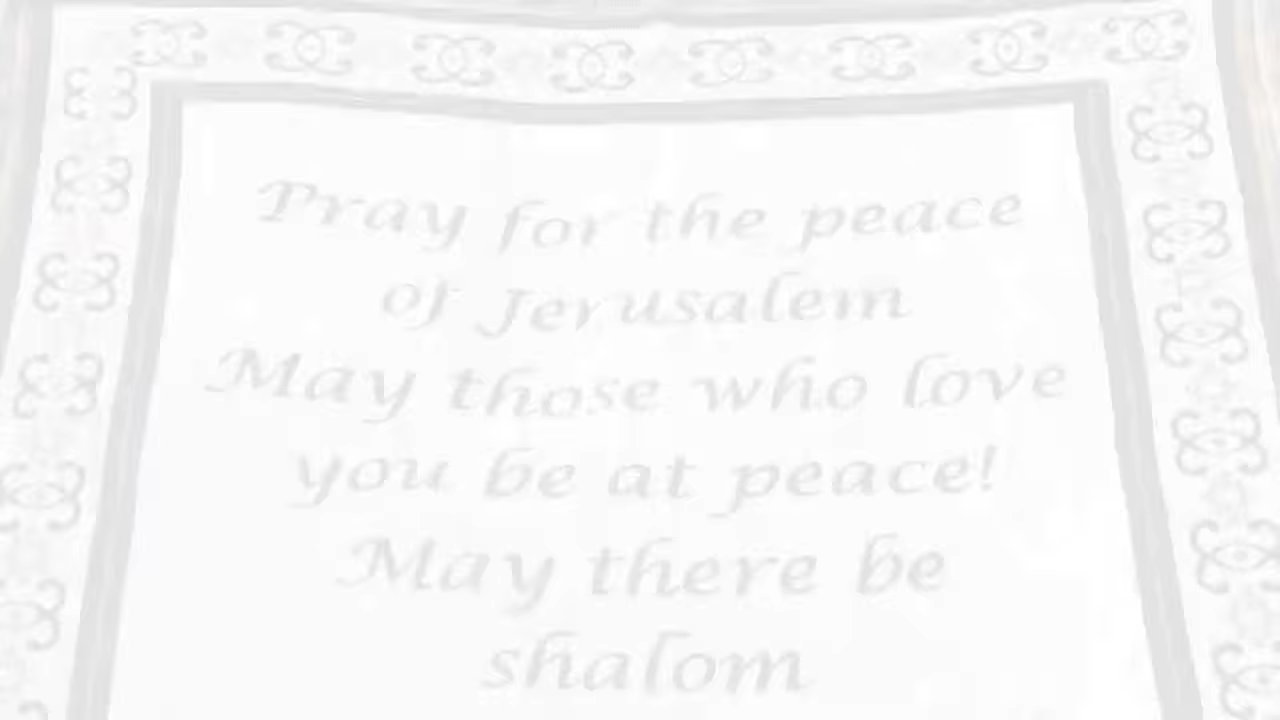 Pray for the peace
of Jerusalem
May those who love
you be at peace!
May there be
shalom